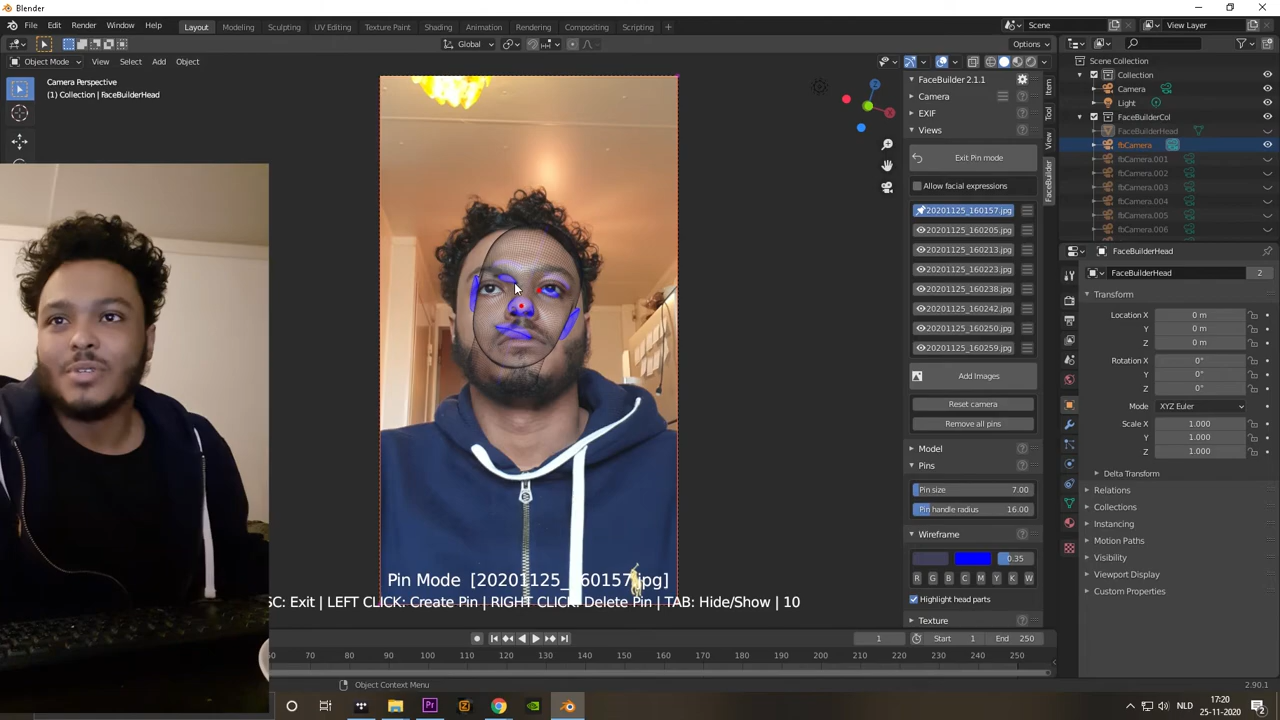 Blender
File Edit Render Window Help
Layout Modeling Sculpting UV Editing Texture Paint Shading Animation Rendering Compositing Scripting +
Scene View Layer
Global Options
Object Mode View Select Add Object
Camera Perspective
(1) Collection | FaceBuilderHead
Z
X
FaceBuilder 2.1.1
Camera
EXIF
Views
Exit Pin mode
Allow facial expressions
20201125_160157.jpg
20201125_160205.jpg
20201125_160213.jpg
20201125_160223.jpg
20201125_160238.jpg
20201125_160242.jpg
20201125_160250.jpg
20201125_160259.jpg
Add Images
Reset camera
Remove all pins
Model
Pins
Pin size 7.00
Pin handle radius 16.00
Wireframe
0.35
R G B C M Y K W
Highlight head parts
Texture
Item
Tool
View
FaceBuilder
Scene Collection
Collection
Camera
Light
FaceBuilderCol
FaceBuilderHead
fbCamera
fbCamera.001
fbCamera.002
fbCamera.003
fbCamera.004
fbCamera.005
fbCamera.006
FaceBuilderHead
FaceBuilderHead 2
Transform
Location X 0 m
Y 0 m
Z 0 m
Rotation X 0°
Y 0°
Z 0°
Mode XYZ Euler
Scale X 1.000
Y 1.000
Z 1.000
Delta Transform
Relations
Collections
Instancing
Motion Paths
Visibility
Viewport Display
Custom Properties
Pin Mode [20201125_160157.jpg]
SC: Exit | LEFT CLICK: Create Pin | RIGHT CLICK: Delete Pin | TAB: Hide/Show | 10
1 Start 1 End 250
60 70 80 90 100 110 120 130 140 150 160 170 180 190 200 210 220 230 240 250
Object Context Menu 2.90.1
NLD 17:20
25-11-2020 2